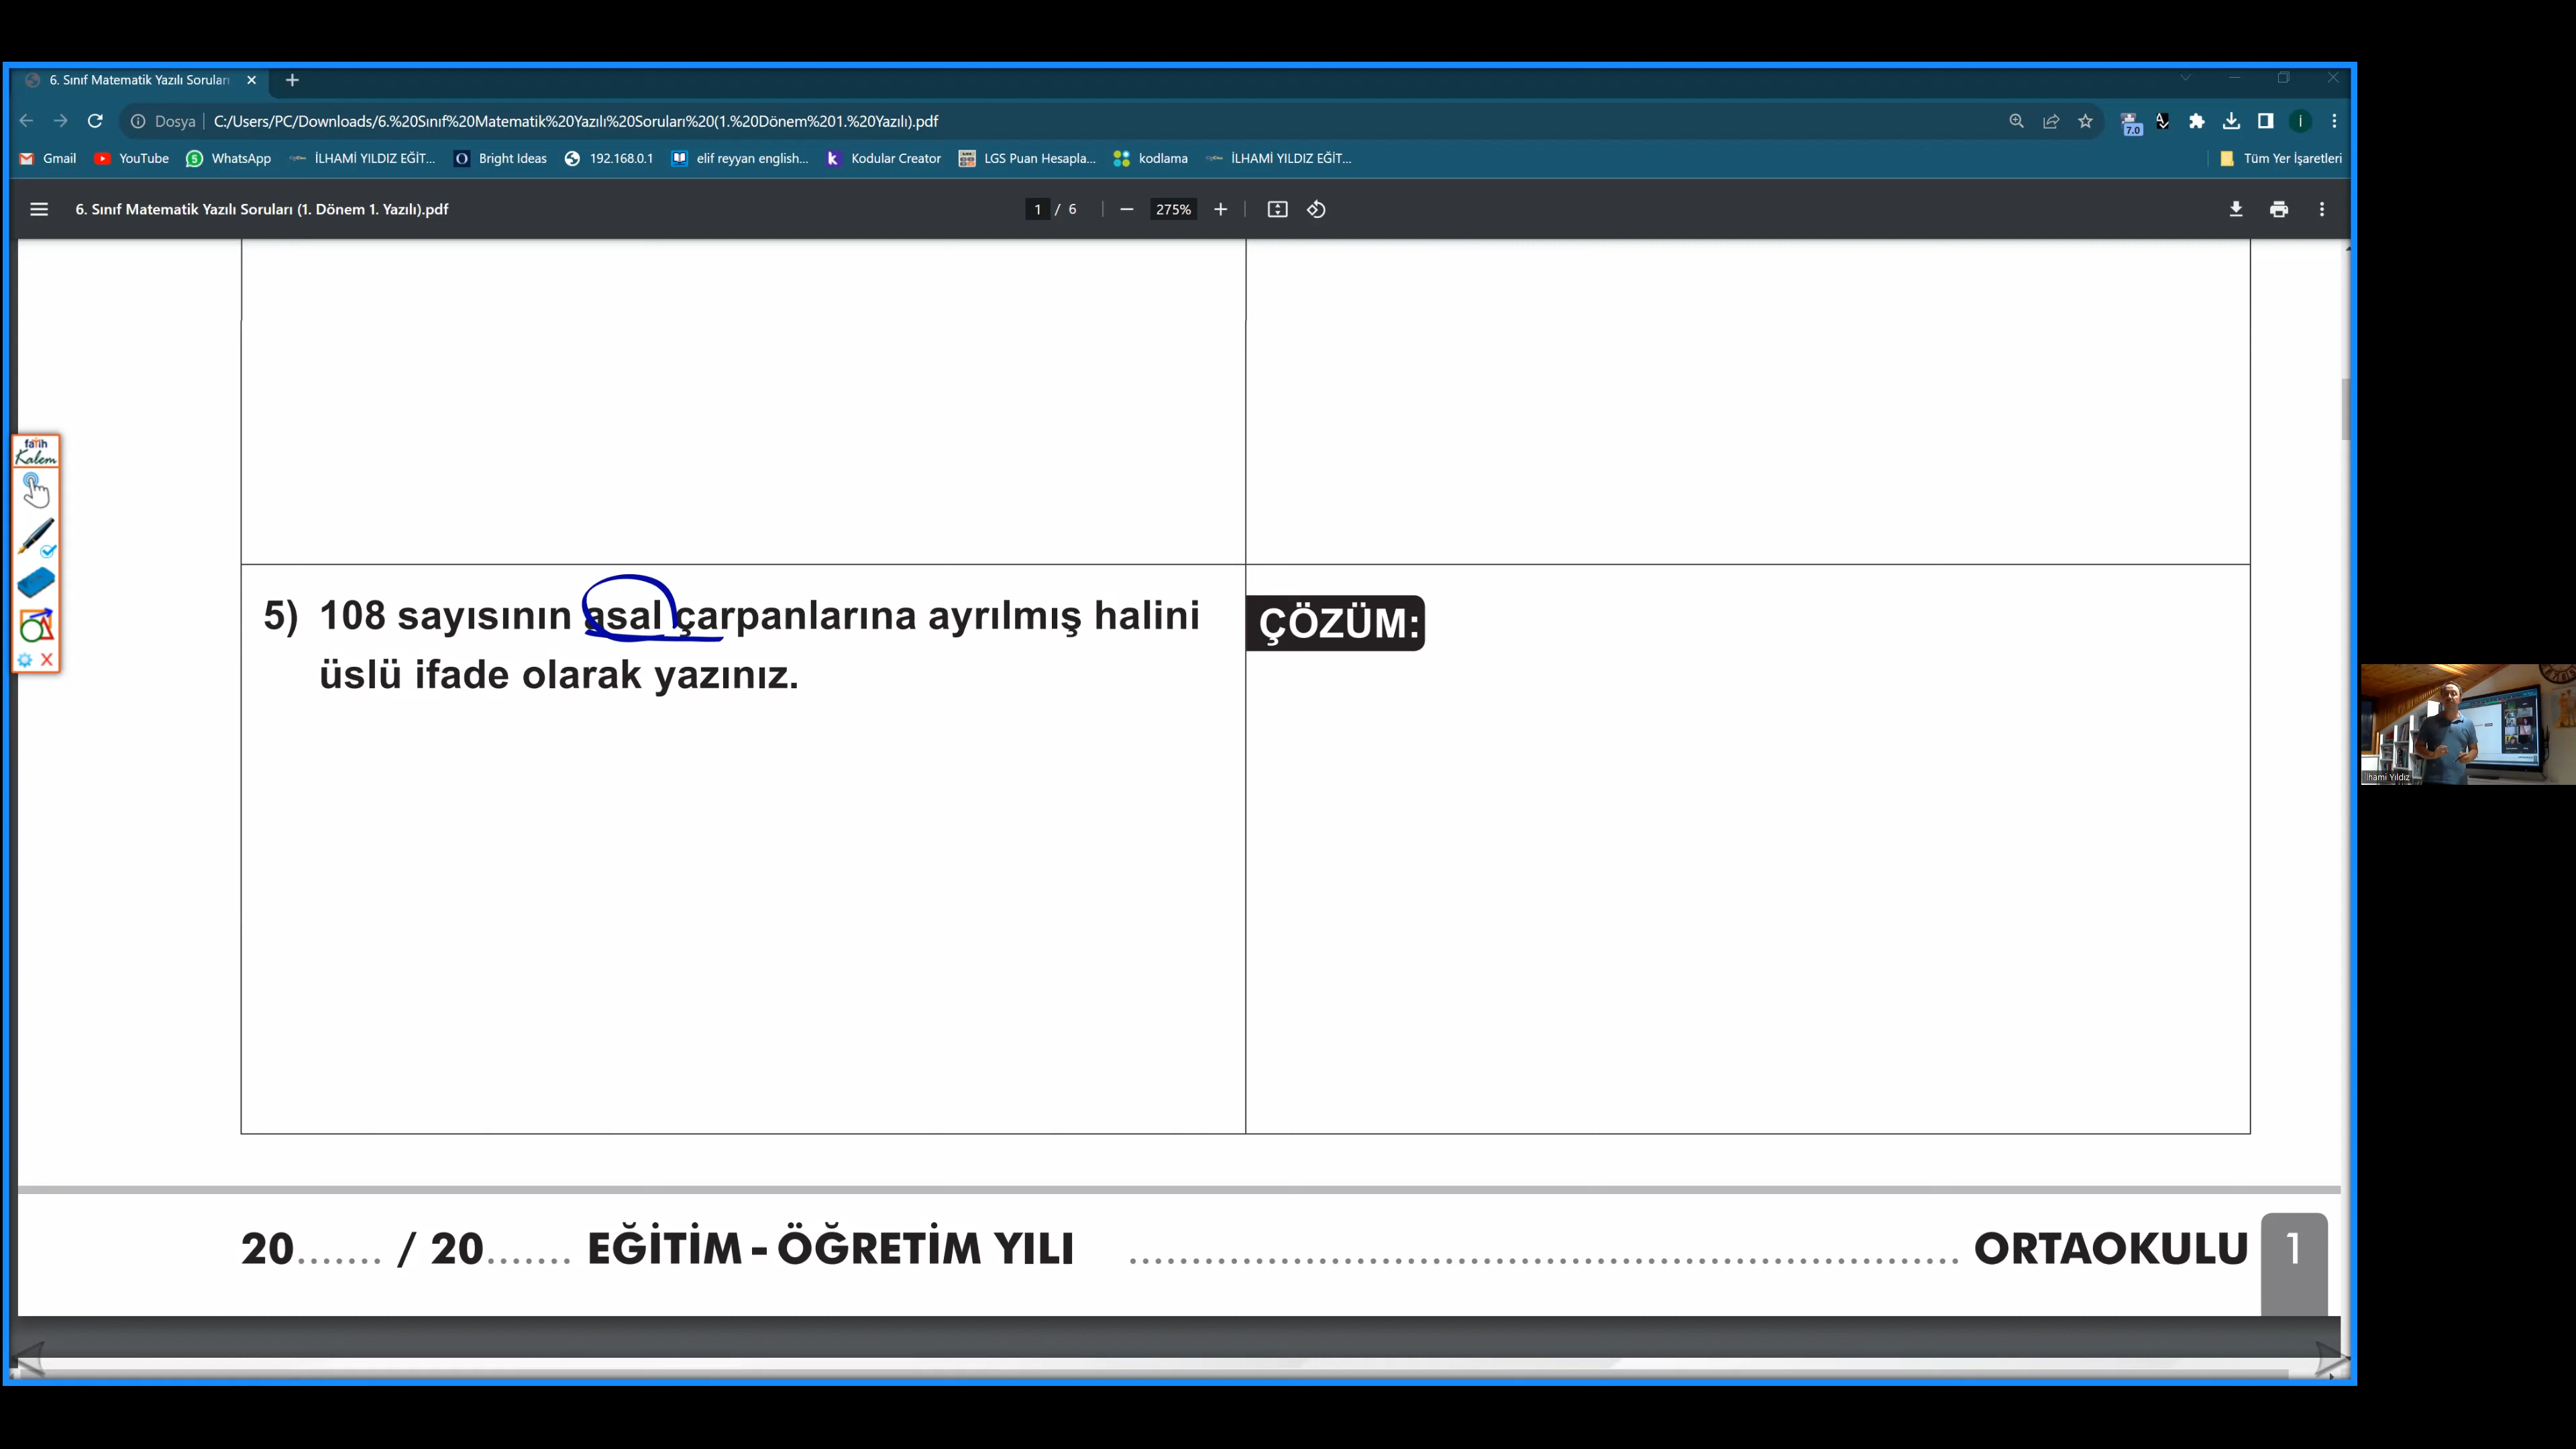 6. Sınıf Matematik Yazılı Soruları
Dosya C:/Users/PC/Downloads/6.%20Sınıf%20Matematik%20Yazılı%20Soruları%20(1.%20Dönem%201.%20Yazılı).pdf
7.0
i
Gmail YouTube WhatsApp İLHAMİ YILDIZ EĞİT... Bright Ideas 192.168.0.1 elif reyyan english... Kodular Creator LGS Puan Hesapla... kodlama İLHAMİ YILDIZ EĞİT... Tüm Yer İşaretleri
6. Sınıf Matematik Yazılı Soruları (1. Dönem 1. Yazılı).pdf 1 / 6 275%
fatih
Kalem
5) 108 sayısının asal çarpanlarına ayrılmış halini
üslü ifade olarak yazınız.
ÇÖZÜM:
lhami Yıldız
20....... / 20....... EĞİTİM - ÖĞRETİM YILI .................................................................. ORTAOKULU 1